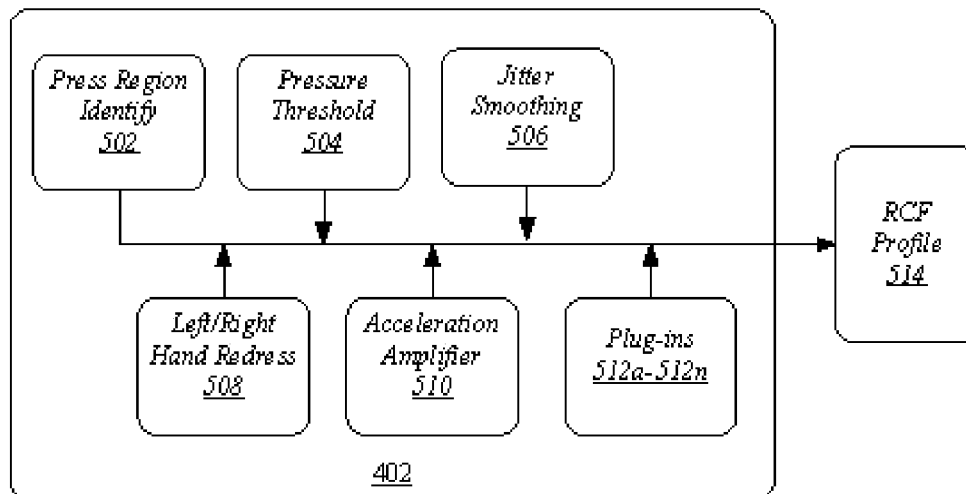 Press Region
Identify
502
Pressure
Threshold
504
Jitter
Smoothing
506
RCF
Profile
514
Left/Right
Hand Redress
508
Acceleration
Amplifier
510
Plug-ins
512a-512n
402